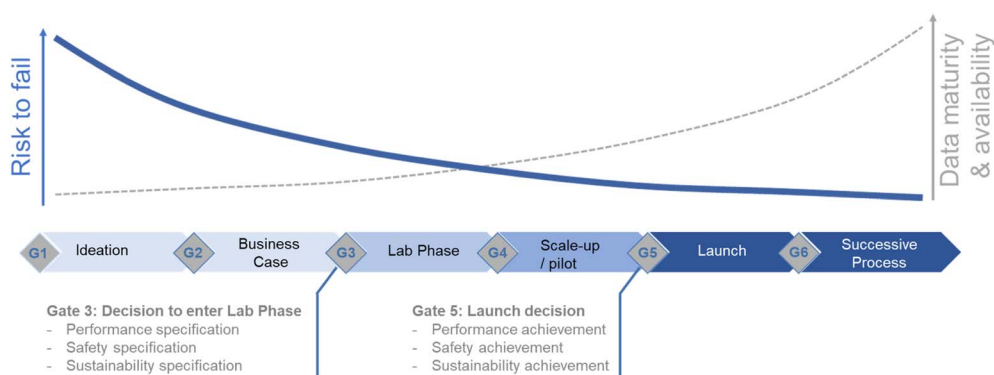 Risk to fail
Data maturity
& availability
G1
Ideation
G2
Business
Case
G3
Lab Phase
G4
Scale-up
/ pilot
G5
Launch
G6
Successive
Process
Gate 3: Decision to enter Lab Phase
- Performance specification
- Safety specification
- Sustainability specification
Gate 5: Launch decision
- Performance achievement
- Safety achievement
- Sustainability achievement